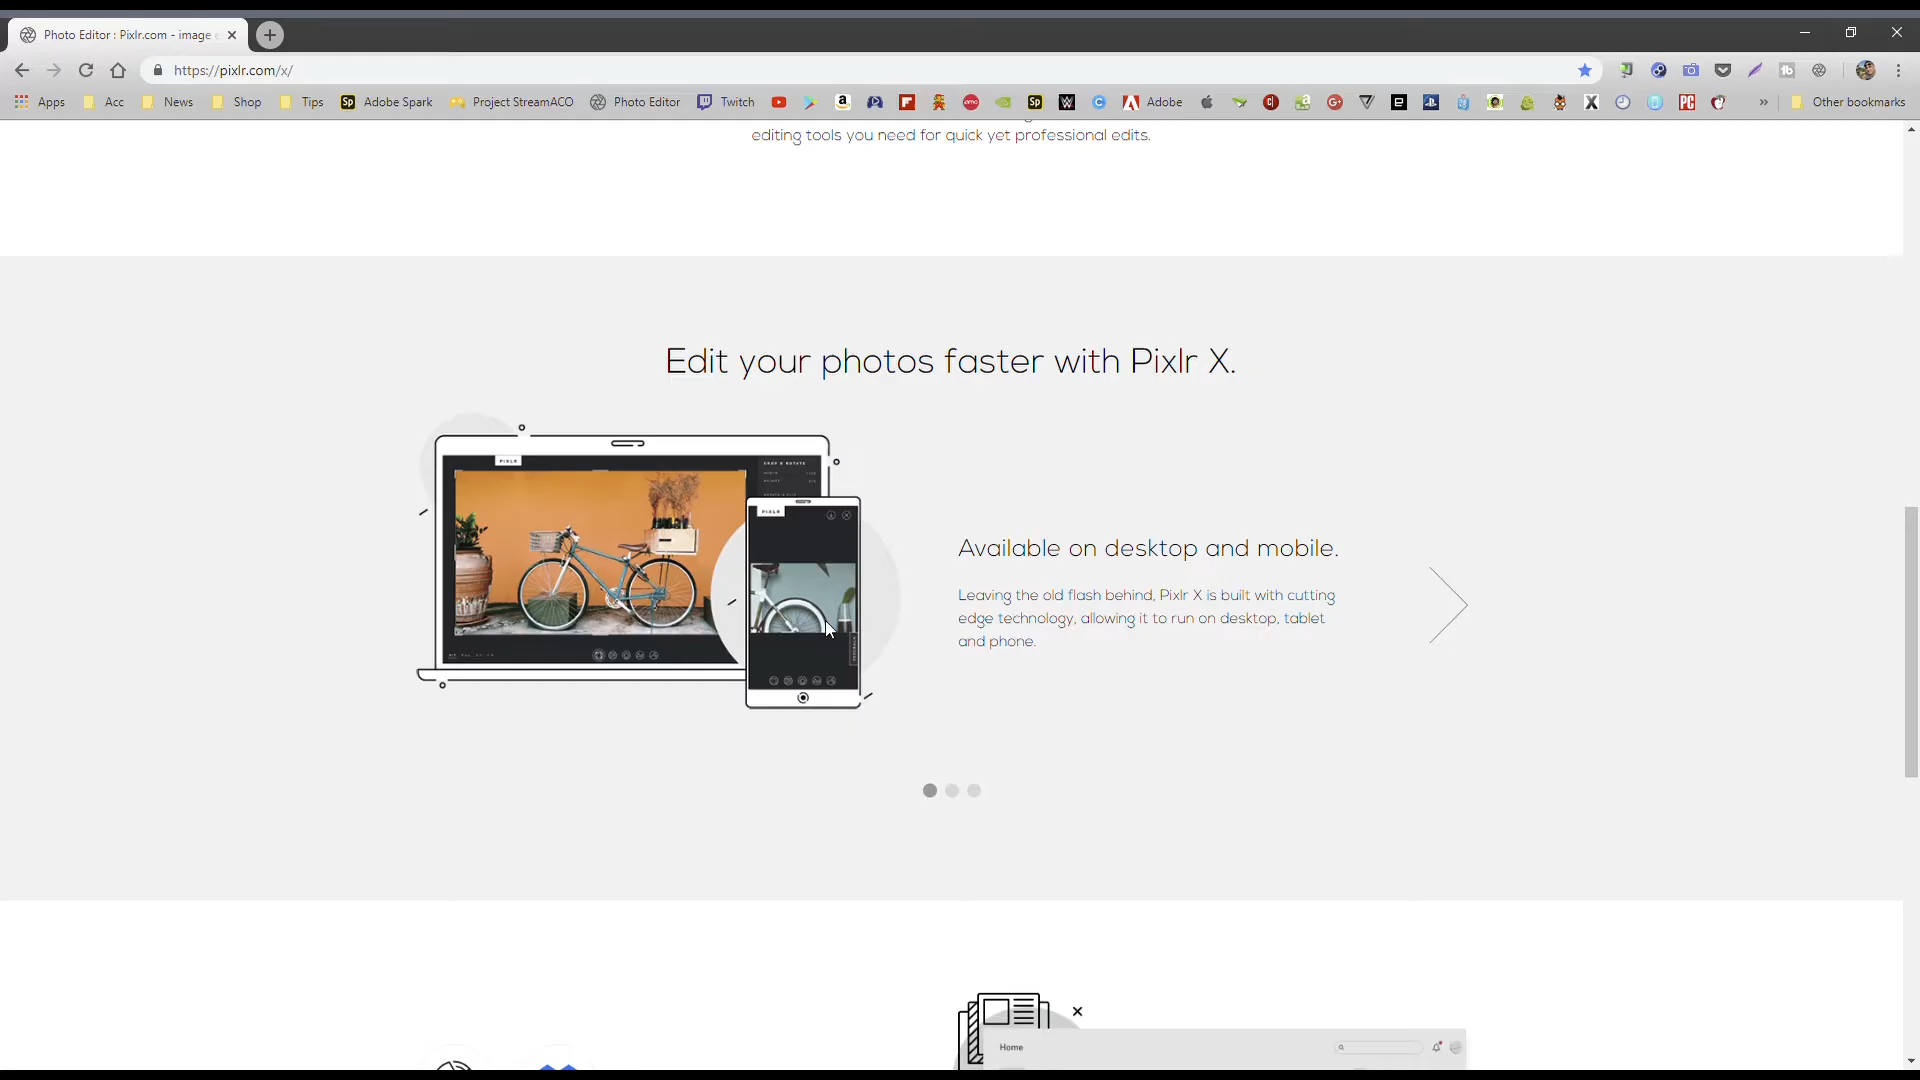 Photo Editor : Pixlr.com - image e
https://pixlr.com/x/
Apps Acc News Shop Tips Sp Adobe Spark Project StreamACO Photo Editor Twitch Sp Adobe PC » Other bookmarks
editing tools you need for quick yet professional edits.
Edit your photos faster with Pixlr X.
PIXLR
CROP & ROTATE
PIXLR
Available on desktop and mobile.
Leaving the old flash behind, Pixlr X is built with cutting
edge technology, allowing it to run on desktop, tablet
and phone.
Home